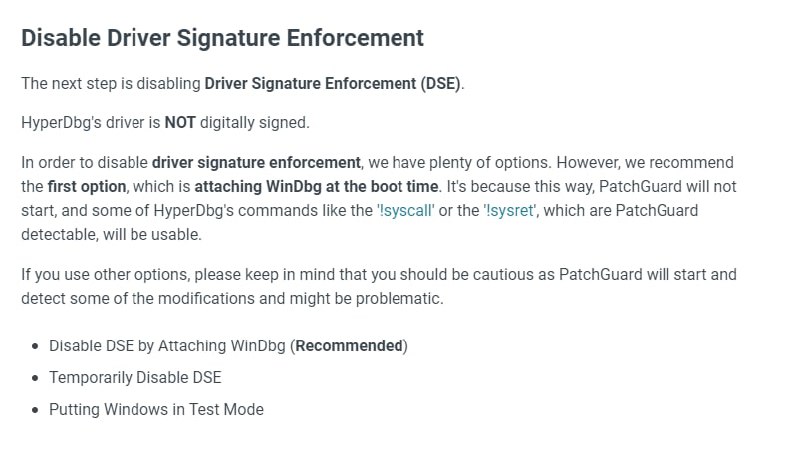 Disable Driver Signature Enforcement
The next step is disabling Driver Signature Enforcement (DSE).
HyperDbg's driver is NOT digitally signed.
In order to disable driver signature enforcement, we have plenty of options. However, we recommend
the first option, which is attaching WinDbg at the boot time. It's because this way, PatchGuard will not
start, and some of HyperDbg's commands like the '!syscall' or the '!sysret', which are PatchGuard
detectable, will be usable.
If you use other options, please keep in mind that you should be cautious as PatchGuard will start and
detect some of the modifications and might be problematic.
• Disable DSE by Attaching WinDbg (Recommended)
• Temporarily Disable DSE
• Putting Windows in Test Mode